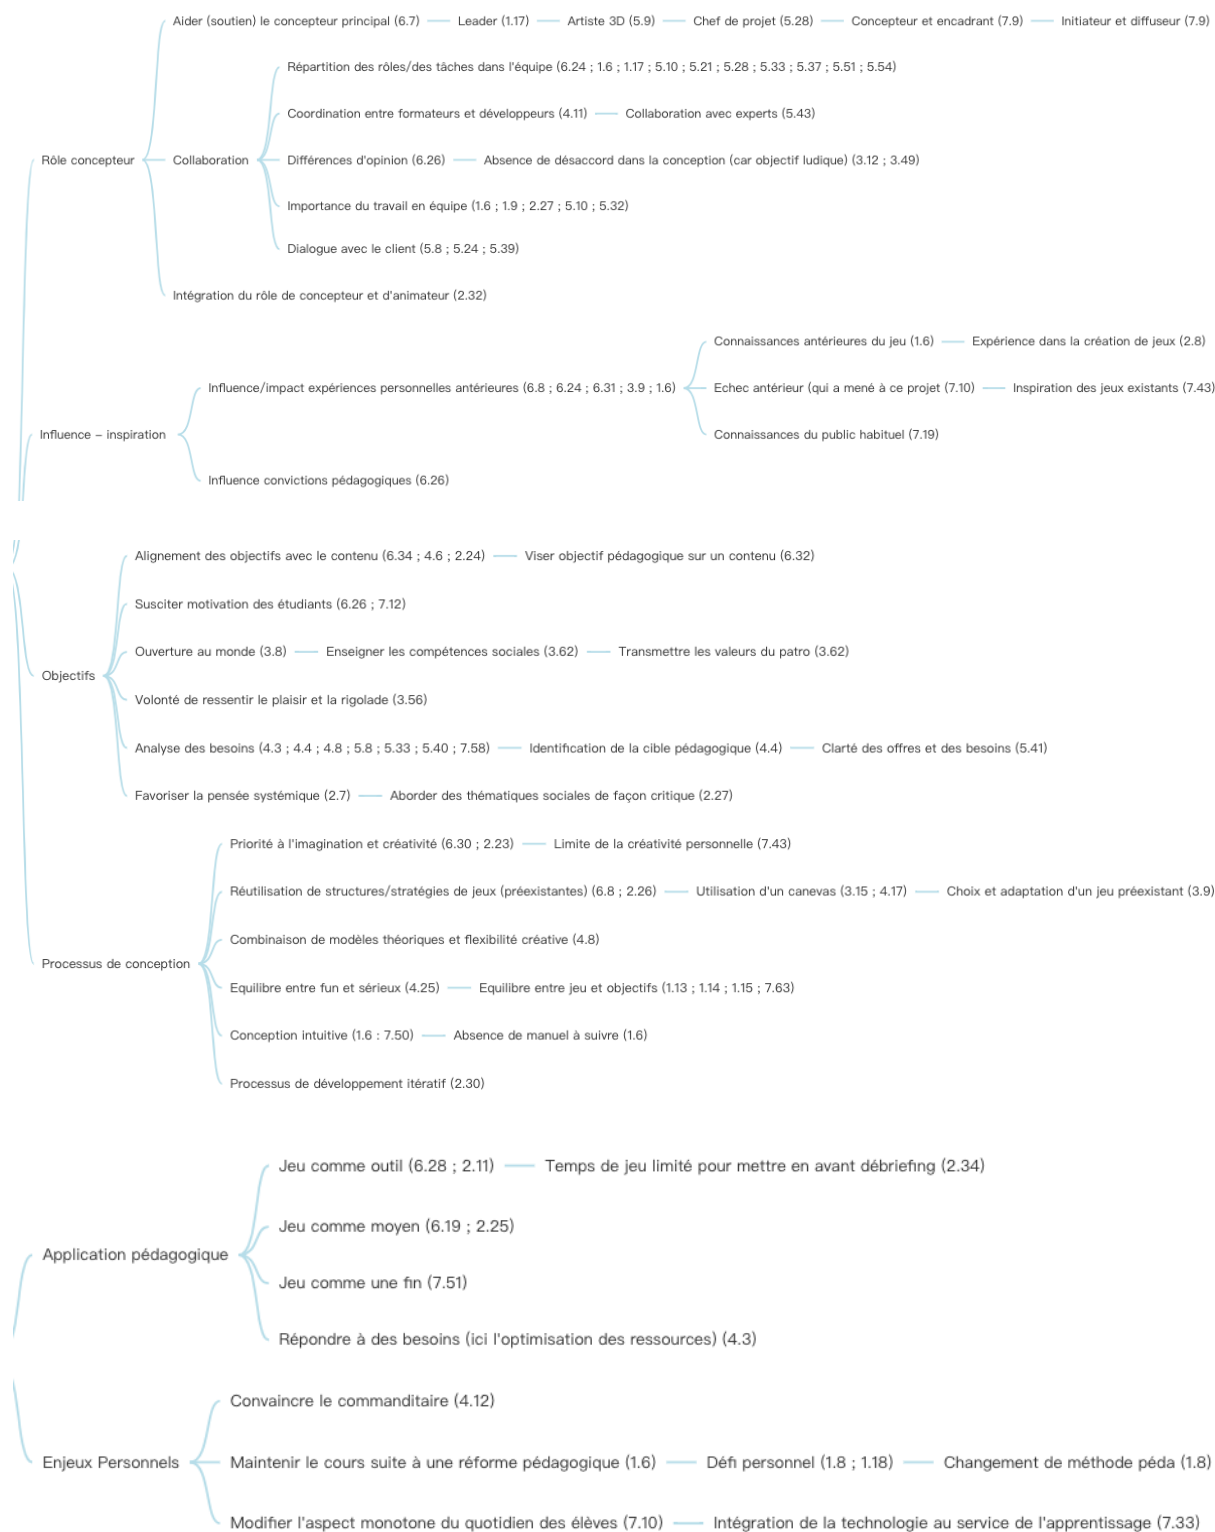 Aider (soutien) le concepteur principal (6.7) — Leader (1.17) — Artiste 3D (5.9) — Chef de projet (5.28) — Concepteur et encadrant (7.9) — Initiateur et diffuseur (7.9)
Répartition des rôles/des tâches dans l'équipe (6.24 ; 1.6 ; 1.17 ; 5.10 ; 5.21 ; 5.28 ; 5.33 ; 5.37 ; 5.51 ; 5.54)
Coordination entre formateurs et développeurs (4.11) — Collaboration avec experts (5.43)
Rôle concepteur
Collaboration
Différences d'opinion (6.26) — Absence de désaccord dans la conception (car objectif ludique) (3.12 ; 3.49)
Importance du travail en équipe (1.6 ; 1.9 ; 2.27 ; 5.10 ; 5.32)
Dialogue avec le client (5.8 ; 5.24 ; 5.39)
Intégration du rôle de concepteur et d'animateur (2.32)
Connaissances antérieures du jeu (1.6) — Expérience dans la création de jeux (2.8)
Influence/impact expériences personnelles antérieures (6.8 ; 6.24 ; 6.31 ; 3.9 ; 1.6)
Echec antérieur (qui a mené à ce projet (7.10) — Inspiration des jeux existants (7.43)
Influence – inspiration
Connaissances du public habituel (7.19)
Influence convictions pédagogiques (6.26)
Alignement des objectifs avec le contenu (6.34 ; 4.6 ; 2.24) — Viser objectif pédagogique sur un contenu (6.32)
Susciter motivation des étudiants (6.26 ; 7.12)
Ouverture au monde (3.8) — Enseigner les compétences sociales (3.62) — Transmettre les valeurs du patro (3.62)
Objectifs
Volonté de ressentir le plaisir et la rigolade (3.56)
Analyse des besoins (4.3 ; 4.4 ; 4.8 ; 5.8 ; 5.33 ; 5.40 ; 7.58) — Identification de la cible pédagogique (4.4) — Clarté des offres et des besoins (5.41)
Favoriser la pensée systémique (2.7) — Aborder des thématiques sociales de façon critique (2.27)
Priorité à l'imagination et créativité (6.30 ; 2.23) — Limite de la créativité personnelle (7.43)
Réutilisation de structures/stratégies de jeux (préexistantes) (6.8 ; 2.26) — Utilisation d'un canevas (3.15 ; 4.17) — Choix et adaptation d'un jeu préexistant (3.9)
Combinaison de modèles théoriques et flexibilité créative (4.8)
Processus de conception
Equilibre entre fun et sérieux (4.25) — Equilibre entre jeu et objectifs (1.13 ; 1.14 ; 1.15 ; 7.63)
Conception intuitive (1.6 : 7.50) — Absence de manuel à suivre (1.6)
Processus de développement itératif (2.30)
Jeu comme outil (6.28 ; 2.11) — Temps de jeu limité pour mettre en avant débriefing (2.34)
Jeu comme moyen (6.19 ; 2.25)
Application pédagogique
Jeu comme une fin (7.51)
Répondre à des besoins (ici l'optimisation des ressources) (4.3)
Convaincre le commanditaire (4.12)
Enjeux Personnels
Maintenir le cours suite à une réforme pédagogique (1.6) — Défi personnel (1.8 ; 1.18) — Changement de méthode péda (1.8)
Modifier l'aspect monotone du quotidien des élèves (7.10) — Intégration de la technologie au service de l'apprentissage (7.33)